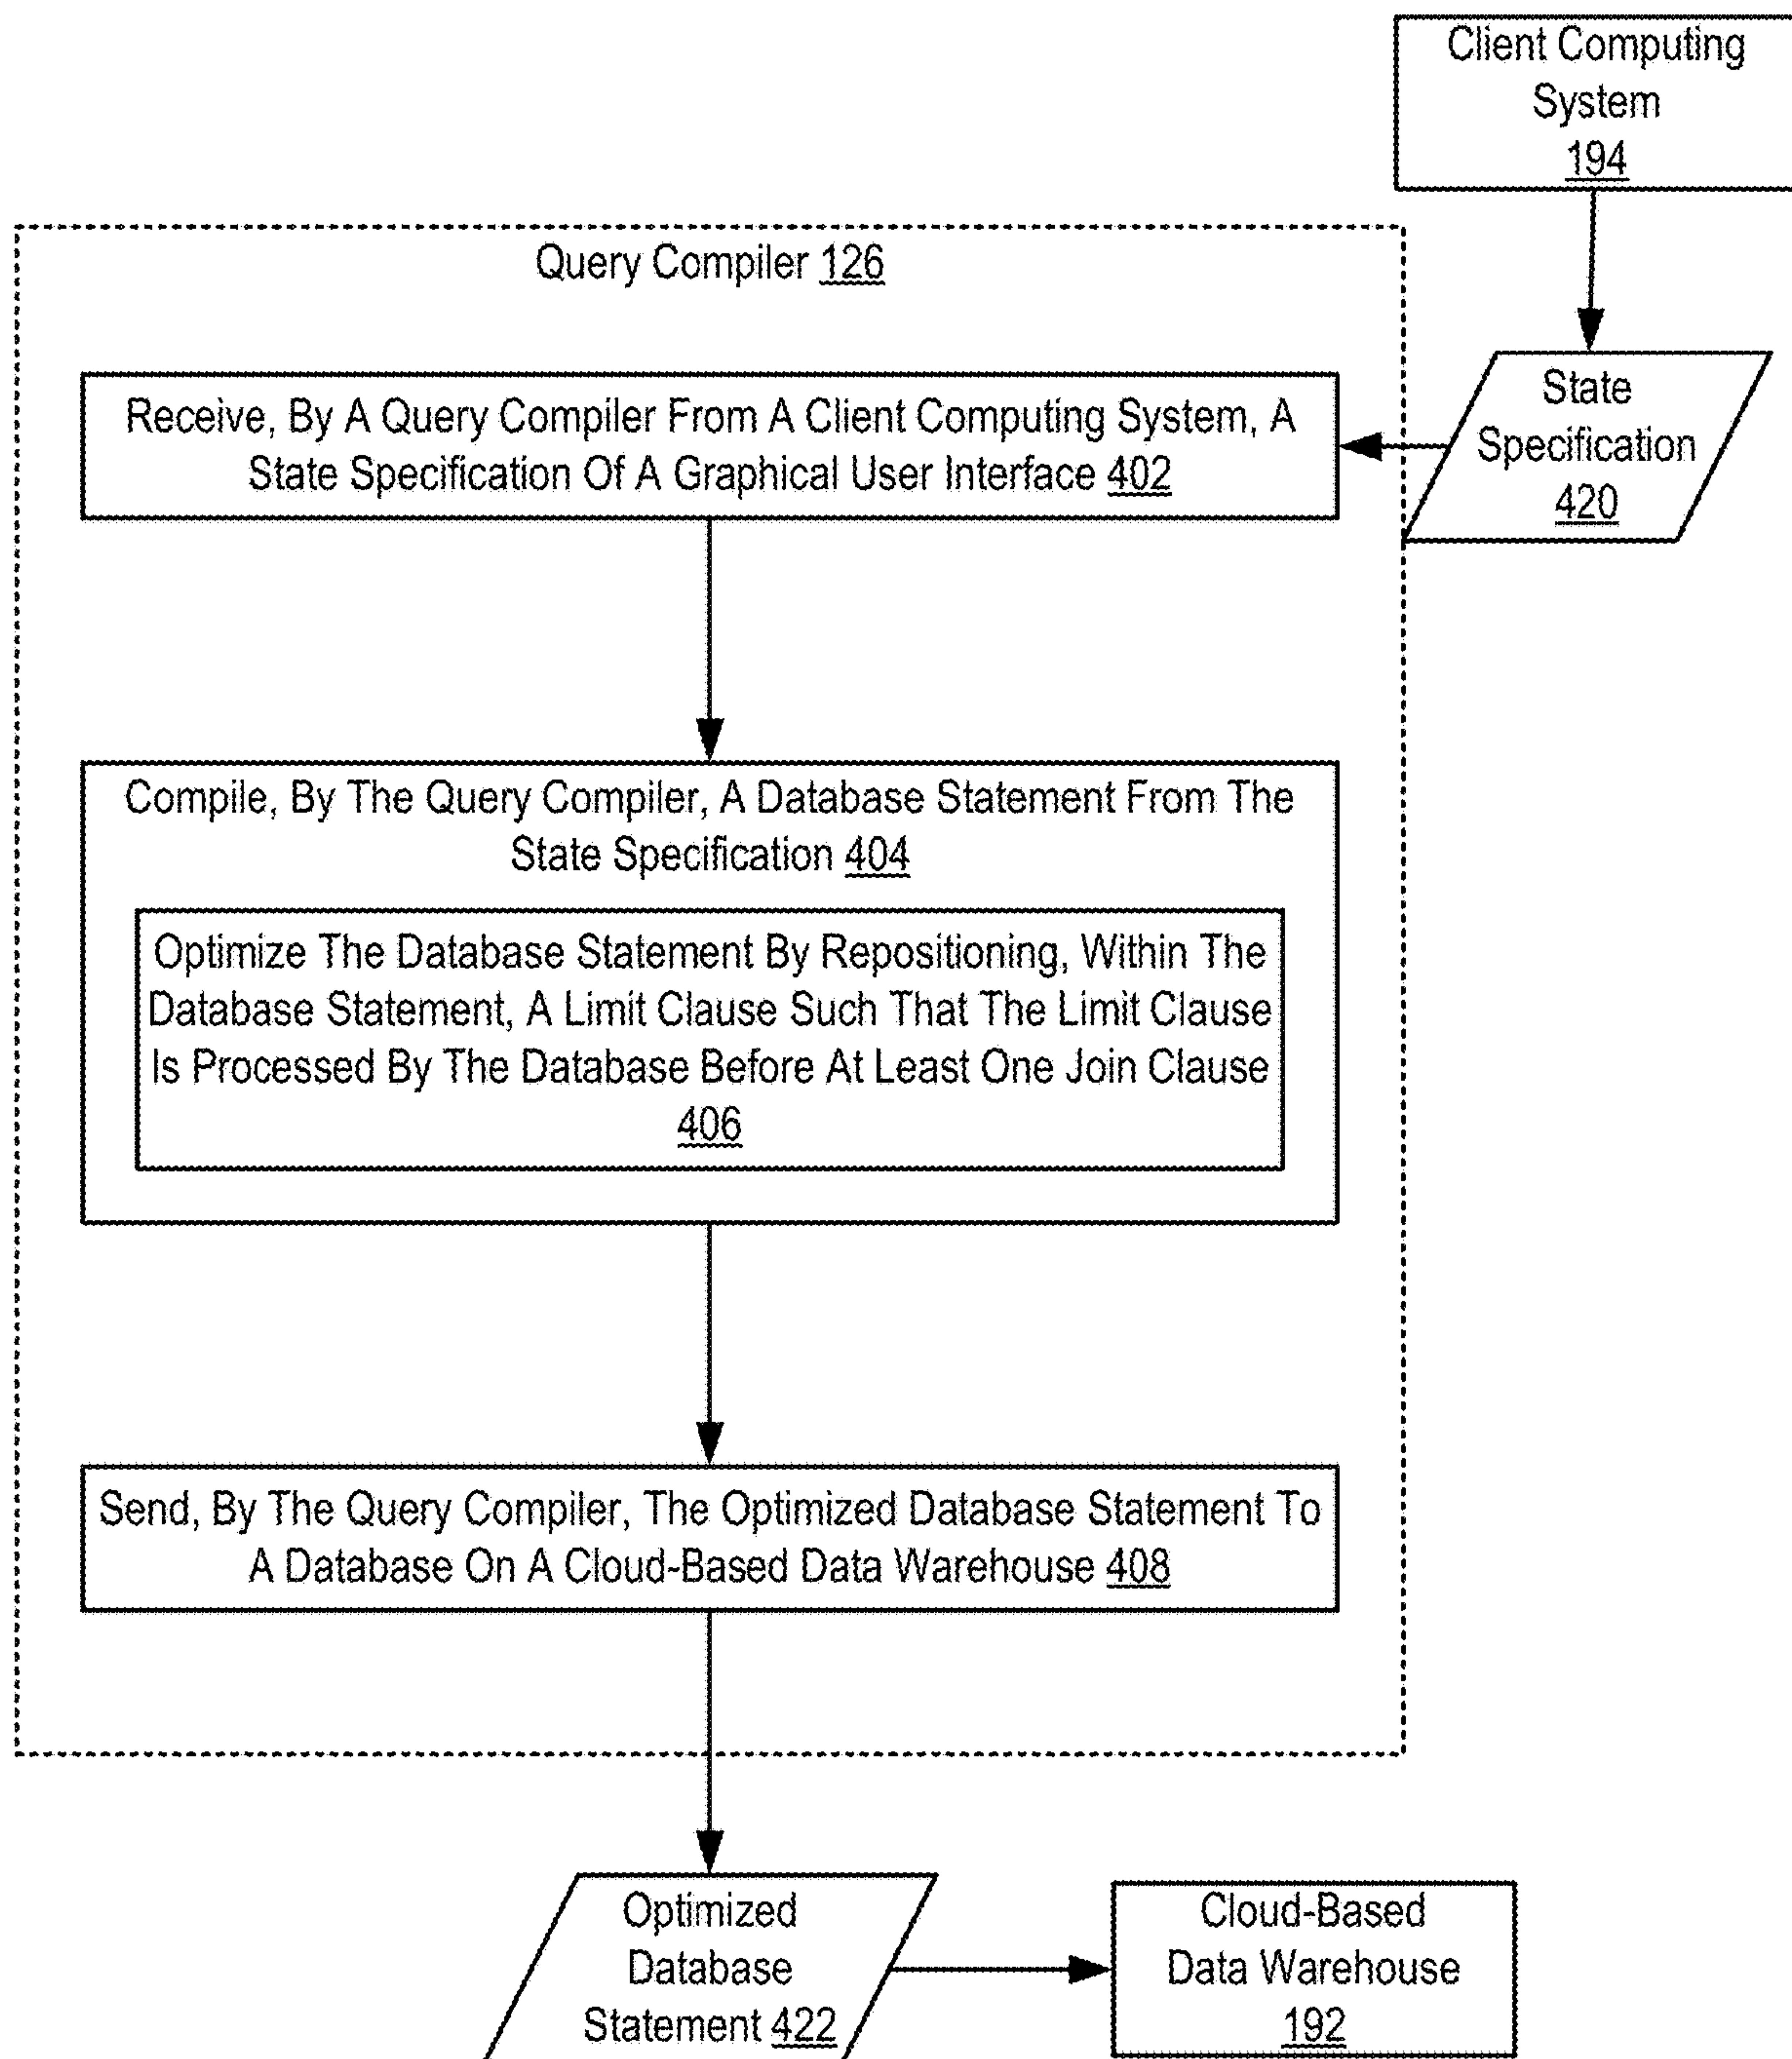 Client Computing
System
194
Query Compiler 126
State
Specification
420
Receive, By A Query Compiler From A Client Computing System, A
State Specification Of A Graphical User Interface 402
Compile, By The Query Compiler, A Database Statement From The
State Specification 404
Optimize The Database Statement By Repositioning, Within The
Database Statement, A Limit Clause Such That The Limit Clause
Is Processed By The Database Before At Least One Join Clause
406
Send, By The Query Compiler, The Optimized Database Statement To
A Database On A Cloud-Based Data Warehouse 408
Optimized
Database
Statement 422
Cloud-Based
Data Warehouse
192